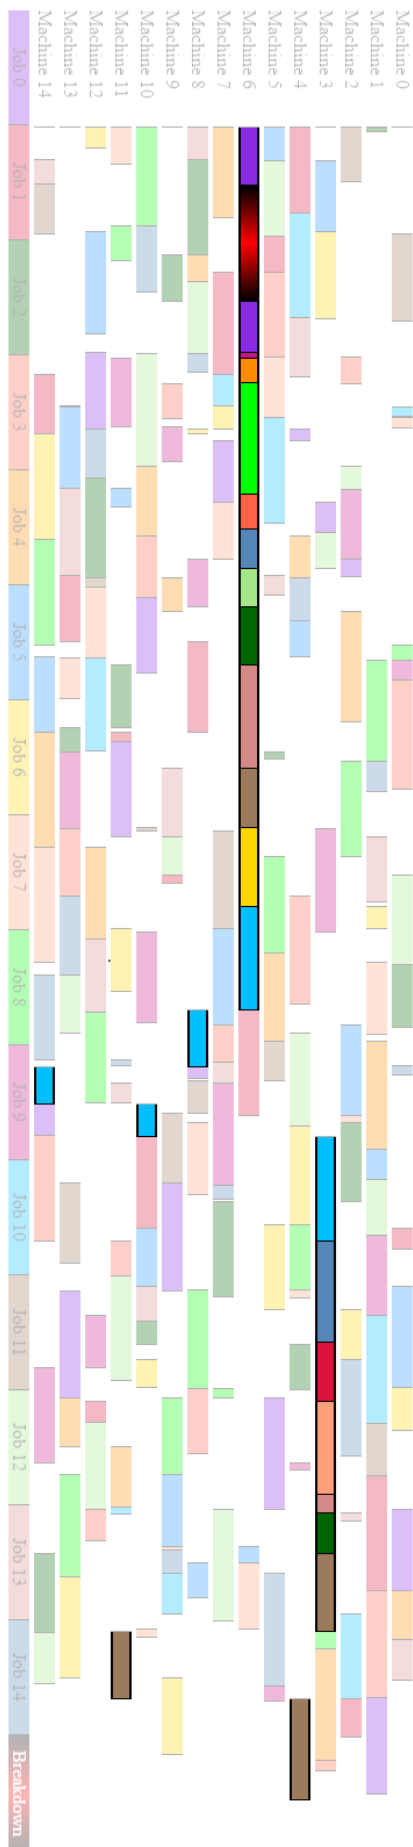 Machine 0
Machine 1
Machine 2
Machine 3
Machine 4
Machine 5
Machine 6
Machine 7
Machine 8
Machine 9
Machine 10
Machine 11
Machine 12
Machine 13
Machine 14
Job 0
Job 1
Job 2
Job 3
Job 4
Job 5
Job 6
Job 7
Job 8
Job 9
Job 10
Job 11
Job 12
Job 13
Job 14
Breakdown